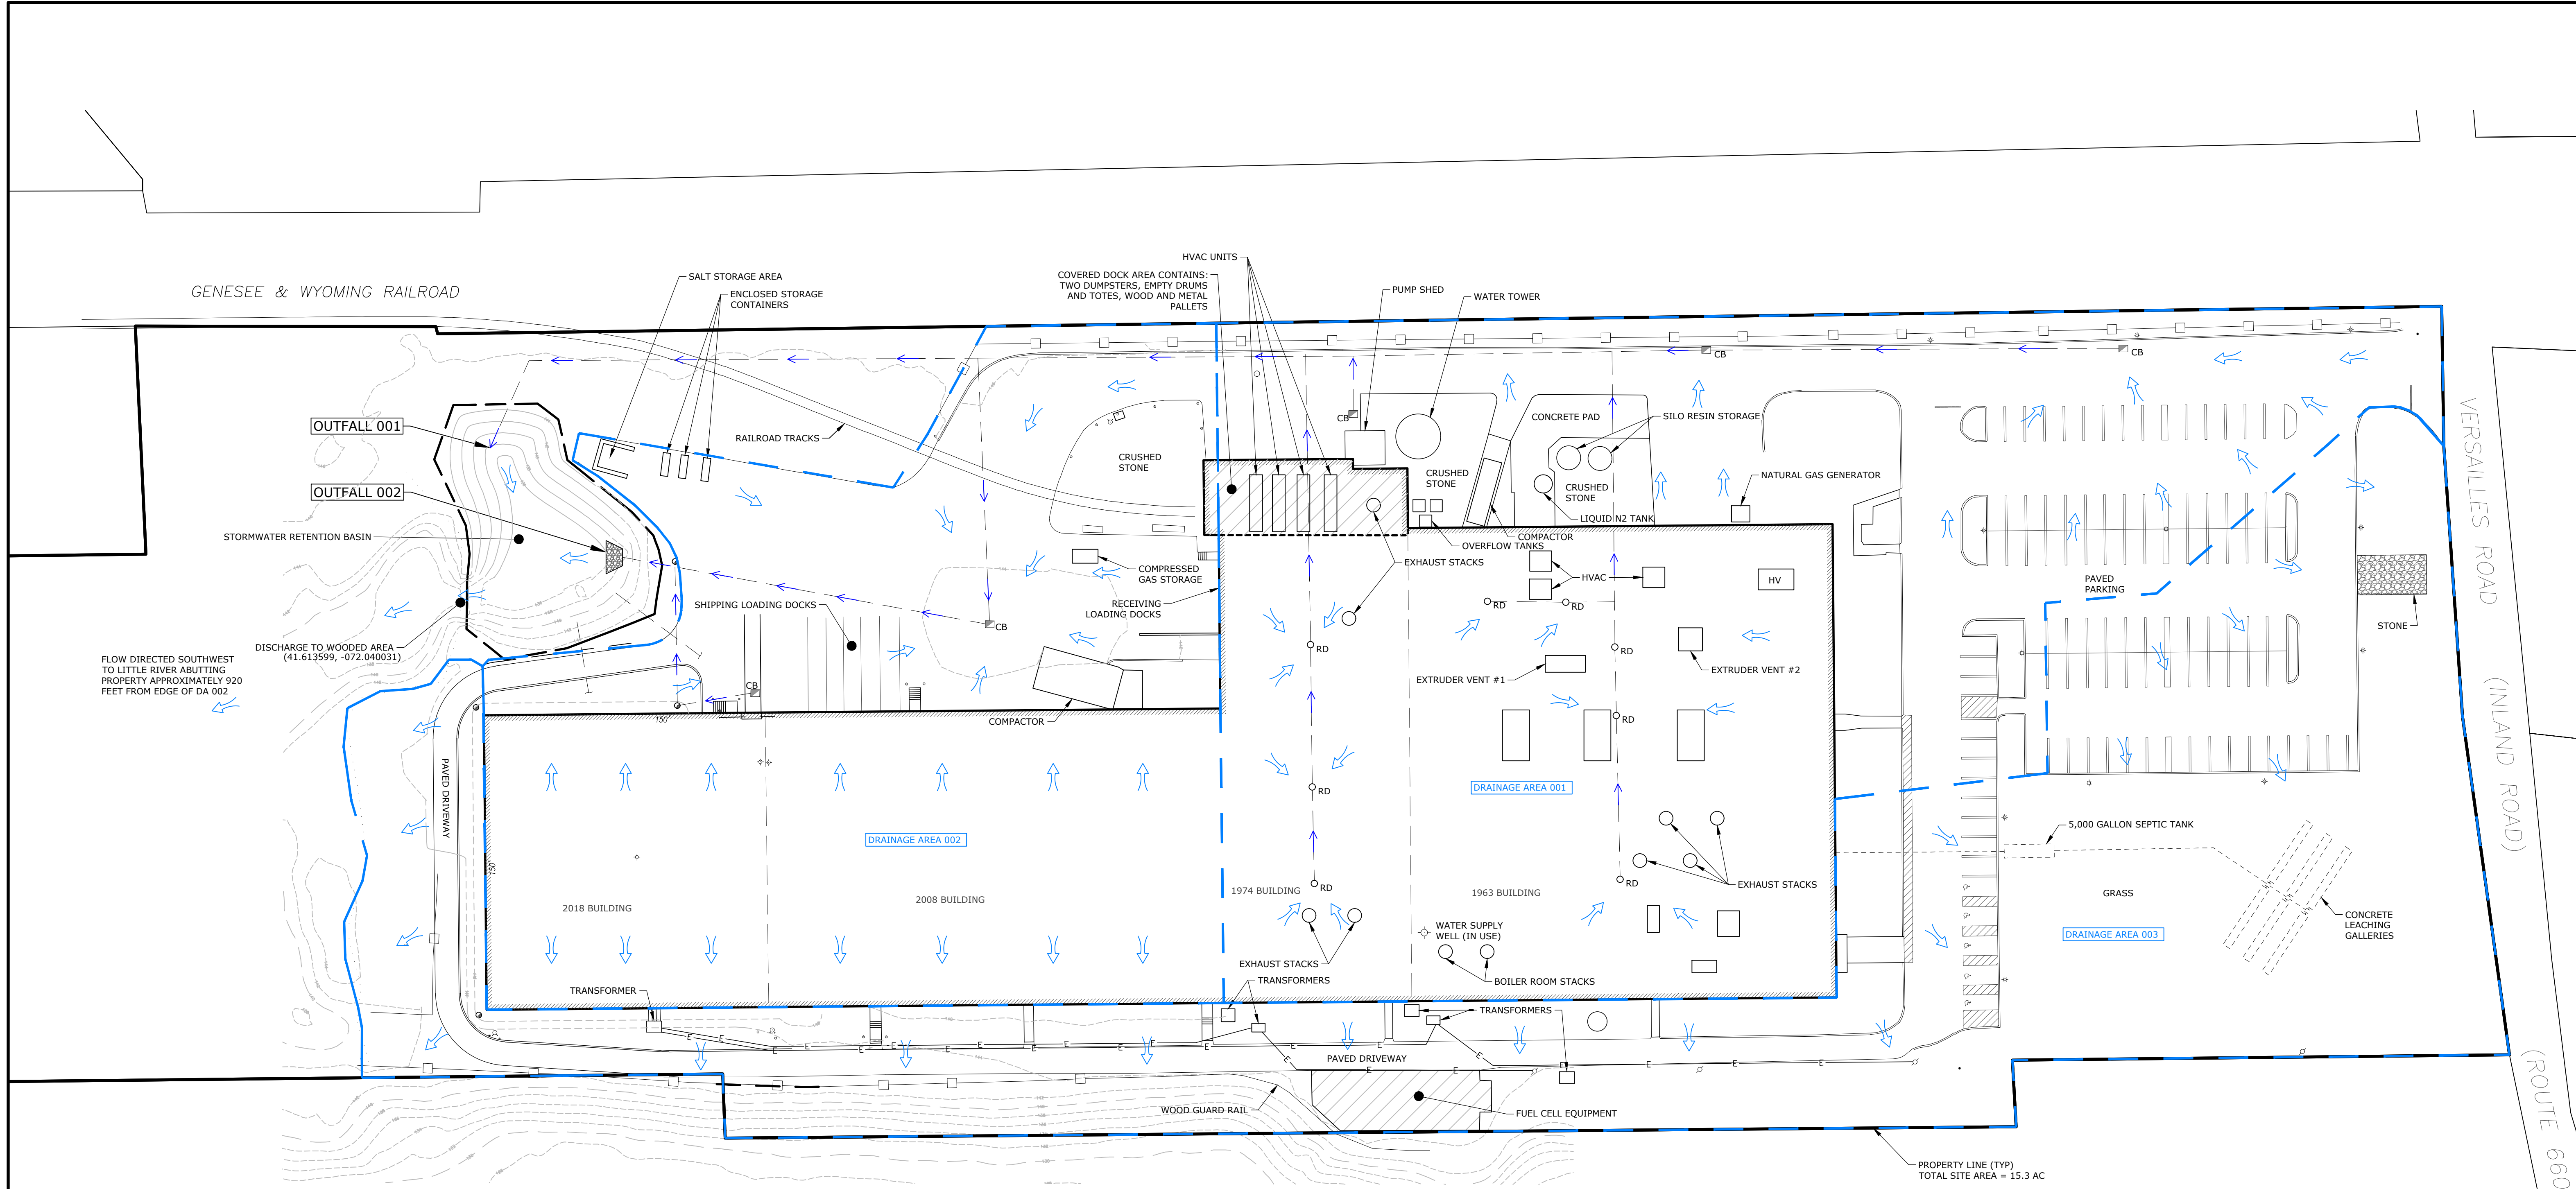 GENESEE & WYOMING RAILROAD
SALT STORAGE AREA
ENCLOSED STORAGE
CONTAINERS
HVAC UNITS
COVERED DOCK AREA CONTAINS:
TWO DUMPSTERS, EMPTY DRUMS
AND TOTES, WOOD AND METAL
PALLETS
PUMP SHED
WATER TOWER
CB
CB
CB
OUTFALL 001
RAILROAD TRACKS
CRUSHED
STONE
CONCRETE PAD
SILO RESIN STORAGE
CRUSHED
STONE
CRUSHED
STONE
NATURAL GAS GENERATOR
OUTFALL 002
LIQUID N2 TANK
STORMWATER RETENTION BASIN
COMPACTOR
OVERFLOW TANKS
EXHAUST STACKS
COMPRESSED
GAS STORAGE
HVAC
HV
PAVED
PARKING
SHIPPING LOADING DOCKS
RECEIVING
LOADING DOCKS
RD
RD
CB
STONE
DISCHARGE TO WOODED AREA
(41.613599, -072.040031)
FLOW DIRECTED SOUTHWEST
TO LITTLE RIVER ABUTTING
PROPERTY APPROXIMATELY 920
FEET FROM EDGE OF DA 002
RD
RD
EXTRUDER VENT #1
EXTRUDER VENT #2
CB
150'
COMPACTOR
RD
PAVED DRIVEWAY
RD
DRAINAGE AREA 001
5,000 GALLON SEPTIC TANK
DRAINAGE AREA 002
150'
RD
RD
EXHAUST STACKS
1974 BUILDING
1963 BUILDING
GRASS
2018 BUILDING
2008 BUILDING
WATER SUPPLY
WELL (IN USE)
CONCRETE
LEACHING
GALLERIES
DRAINAGE AREA 003
EXHAUST STACKS
BOILER ROOM STACKS
TRANSFORMER
TRANSFORMERS
TRANSFORMERS
E E E E E E E E E E E E E E E E E E E E E
PAVED DRIVEWAY
WOOD GUARD RAIL
FUEL CELL EQUIPMENT
PROPERTY LINE (TYP)
TOTAL SITE AREA = 15.3 AC
VERSAILLES ROAD
(INLAND ROAD)
(ROUTE 660